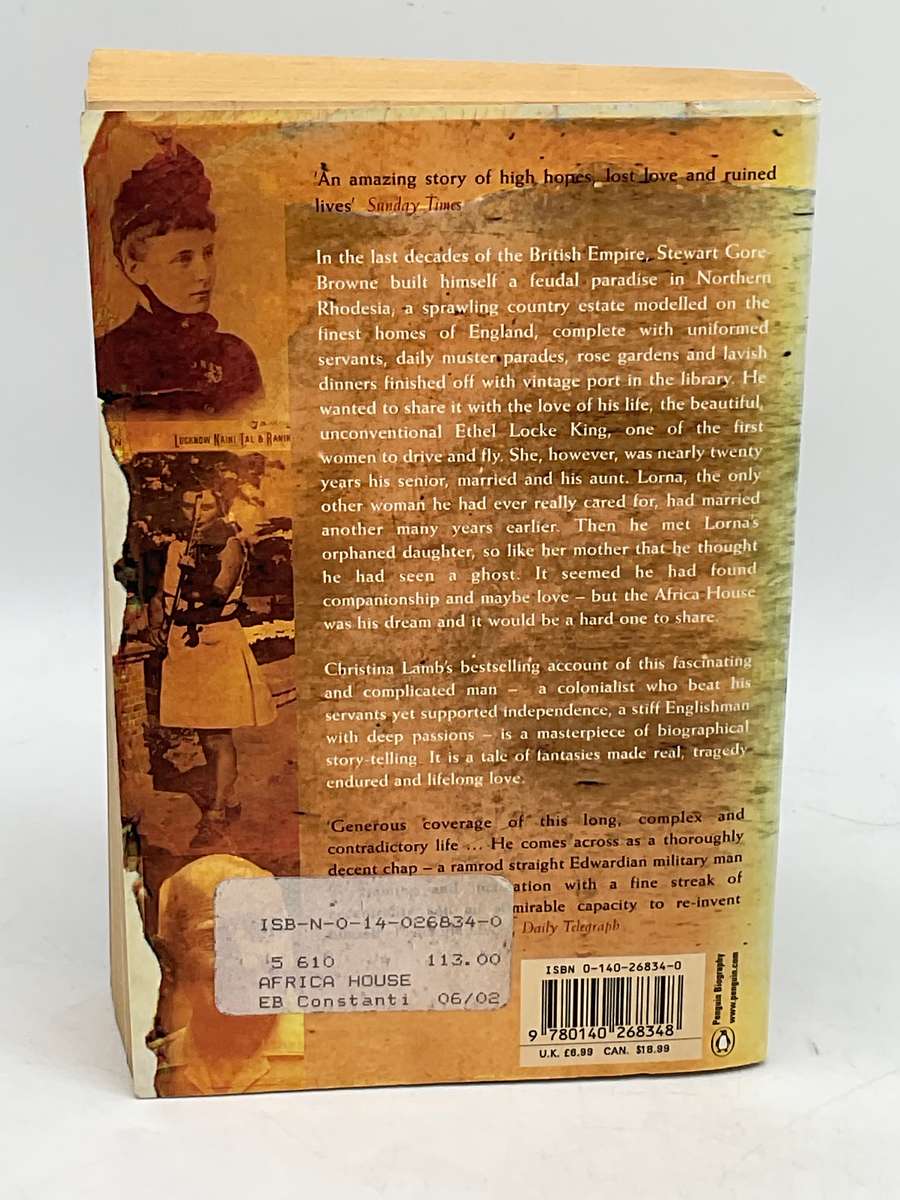 'An amazing story of high hopes, lost love and ruined
lives' Sunday Times
In the last decades of the British Empire, Stewart Gore-
Browne built himself a feudal paradise in Northern
Rhodesia, a sprawling country estate modelled on the
finest homes of England, complete with uniformed
servants, daily muster parades, rose gardens and lavish
dinners finished off with vintage port in the library. He
wanted to share it with the love of his life, the beautiful,
unconventional Ethel Locke King, one of the first
women to drive and fly. She, however, was nearly twenty
years his senior, married and his aunt. Lorna, the only
other woman he had ever really cared for, had married
another many years earlier. Then he met Lorna's
orphaned daughter, so like her mother that he thought
he had seen a ghost. It seemed he had found
companionship and maybe love – but the Africa House
was his dream and it would be a hard one to share.
Christina Lamb's bestselling account of this fascinating
and complicated man – a colonialist who beat his
servants yet supported independence, a stiff Englishman
with deep passions – is a masterpiece of biographical
story-telling. It is a tale of fantasies made real, tragedy
endured and lifelong love.
'Generous coverage of this long, complex and
contradictory life ... He comes across as a thoroughly
decent chap – a ramrod straight Edwardian military man
with a fine streak of
capacity to re-invent
Daily Telegraph
LUCKNOW NAINI TAL &
ISB-N-0-14-026834-0
5 610 113.00
AFRICA HOUSE
EB Constanti 06/02
ISBN 0-140-26834-0
9 780140 268348
U.K. £6.99 CAN. $18.99
Penguin Biography
www.penguin.com